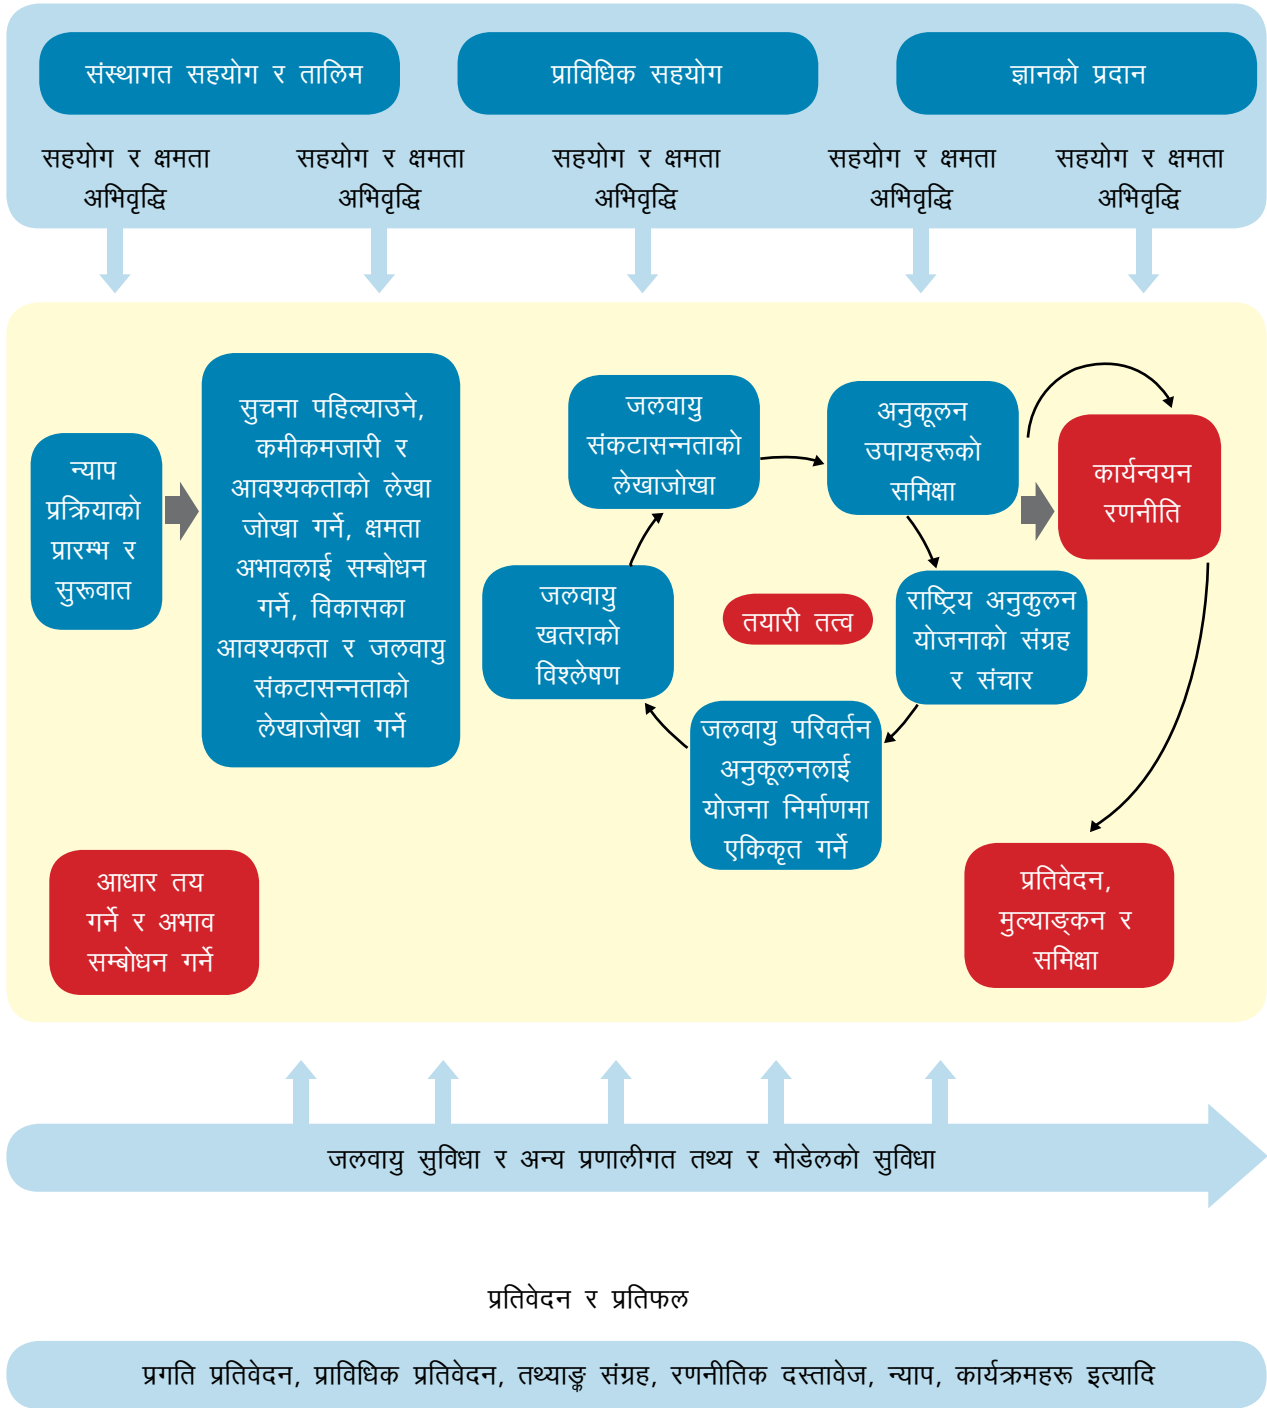 संस्थागत सहयोग र तालिम
प्राविधिक सहयोग
ज्ञानको प्रदान
सहयोग र क्षमता
अभिवृद्धि
सहयोग र क्षमता
अभिवृद्धि
सहयोग र क्षमता
अभिवृद्धि
सहयोग र क्षमता
अभिवृद्धि
सहयोग र क्षमता
अभिवृद्धि
न्याप
प्रक्रियाको
प्रारम्भ र
सुरूवात
सुचना पहिल्याउने,
कमीकमजारी र
आवश्यकताको लेखा
जोखा गर्ने, क्षमता
अभावलाई सम्बोधन
गर्ने, विकासका
आवश्यकता र जलवायु
संकटासन्नताको
लेखाजोखा गर्ने
जलवायु
संकटासन्नताको
लेखाजोखा
अनुकूलन
उपायहरूको
समिक्षा
कार्यन्वयन
रणनीति
जलवायु
खतराको
विश्लेषण
तयारी तत्व
राष्ट्रिय अनुकुलन
योजनाको संग्रह
र संचार
जलवायु परिवर्तन
अनुकूलनलाई
योजना निर्माणमा
एकिकृत गर्ने
आधार तय
गर्ने र अभाव
सम्बोधन गर्ने
प्रतिवेदन,
मुल्याङ्कन र
समिक्षा
जलवायु सुविधा र अन्य प्रणालीगत तथ्य र मोडेलको सुविधा
प्रतिवेदन र प्रतिफल
प्रगति प्रतिवेदन, प्राविधिक प्रतिवेदन, तथ्याङ्क संग्रह, रणनीतिक दस्तावेज, न्याप, कार्यक्रमहरू इत्यादि